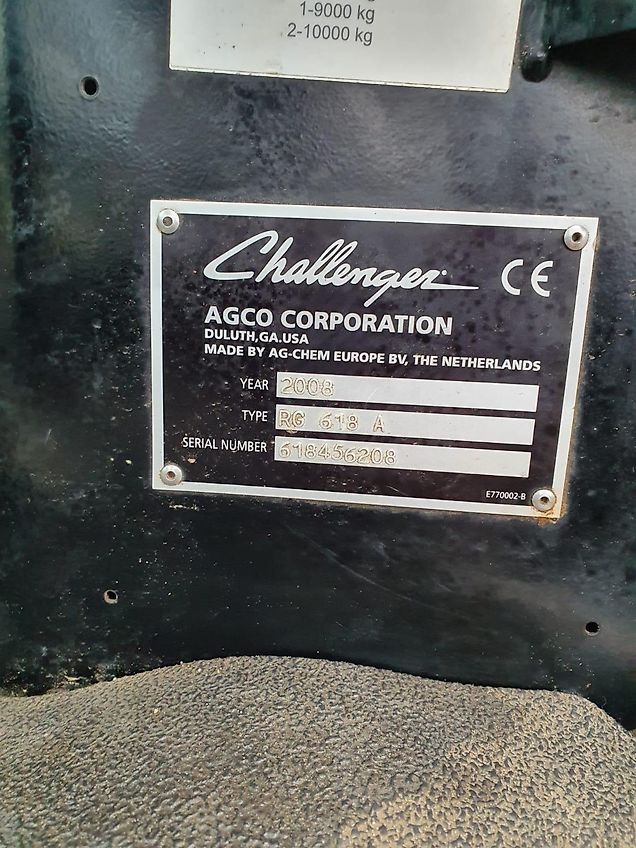 1-9000 kg
2-10000 kg
Challenger CE
AGCO CORPORATION
DULUTH,GA.USA
MADE BY AG-CHEM EUROPE BV, THE NETHERLANDS
YEAR 2008
TYPE RG 618 A
SERIAL NUMBER 618456208
E770002-B